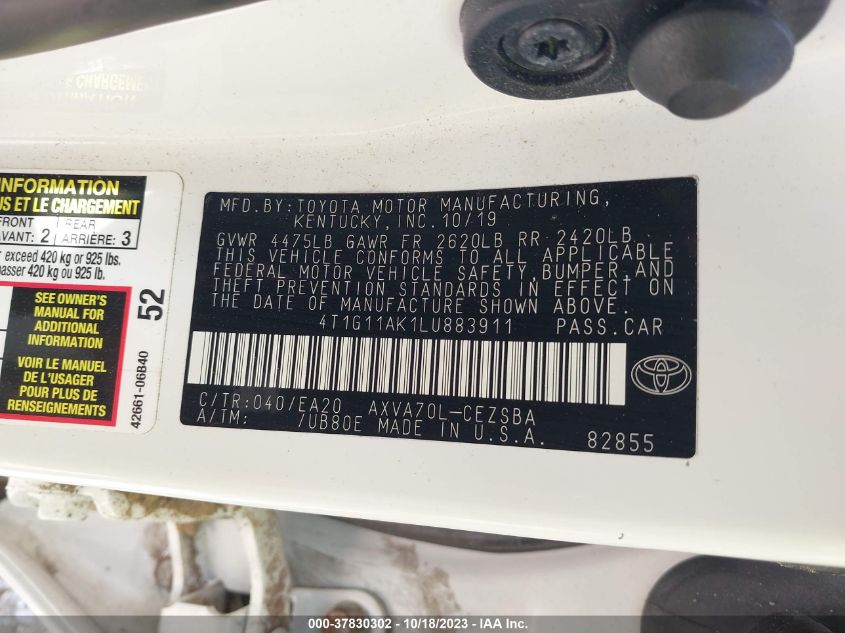 CHARGEMENT
INFORMATION
INFORMATION
IS ET LE CHARGEMENT
FRONT REAR
AVANT: 2 ARRIÈRE: 3
exceed 420 kg or 925 lbs.
passer 420 kg ou 925 lb.
SEE OWNER'S
MANUAL FOR
ADDITIONAL
INFORMATION
VOIR LE MANUEL
DE L'USAGER
POUR PLUS DE
RENSEIGNEMENTS
52
42661-06B40
MFD.BY:TOYOTA MOTOR MANUFACTURING,
KENTUCKY,INC.10/19
GVWR 4475LB GAWR FR 2620LB RR 2420LB
THIS VEHICLE CONFORMS TO ALL APPLICABLE
FEDERAL MOTOR VEHICLE SAFETY,BUMPER,AND
THEFT PREVENTION STANDARDS IN EFFECT ON
THE DATE OF MANUFACTURE SHOWN ABOVE.
4T1G11AK1LU883911 PASS.CAR
C/TR:040/EA20 AXVA70L-CEZSBA
A/TM: /UB80E MADE IN U.S.A.
82855
000-37830302 - 10/18/2023 - IAA Inc.